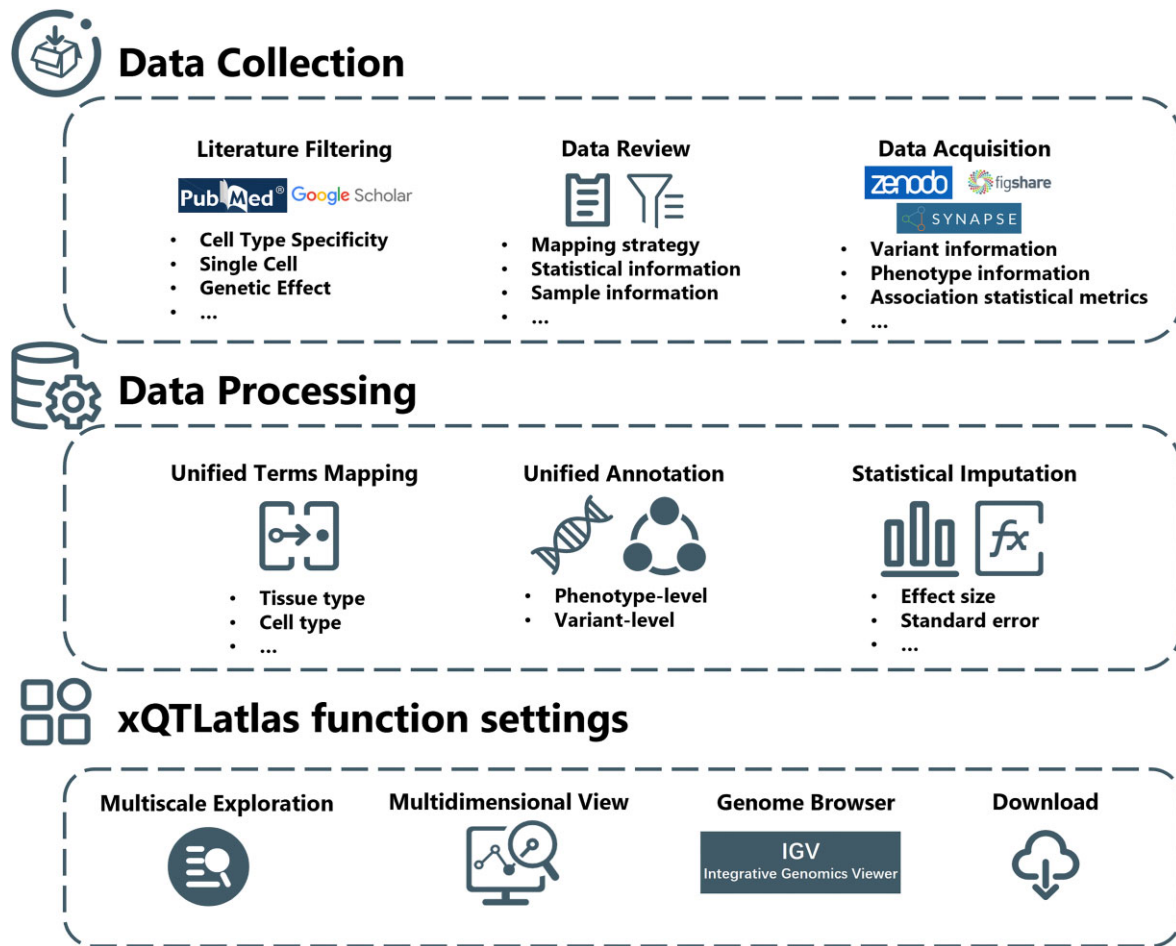 Data Collection
Literature Filtering
PubMed®
Google Scholar
• Cell Type Specificity
• Single Cell
• Genetic Effect
• ...
Data Review
• Mapping strategy
• Statistical information
• Sample information
• ...
Data Acquisition
zenodo
figshare
SYNAPSE
• Variant information
• Phenotype information
• Association statistical metrics
• ...
Data Processing
Unified Terms Mapping
• Tissue type
• Cell type
• ...
Unified Annotation
• Phenotype-level
• Variant-level
Statistical Imputation
fx
• Effect size
• Standard error
• ...
xQTLatlas function settings
Multiscale Exploration
Multidimensional View
Genome Browser
IGV
Integrative Genomics Viewer
Download